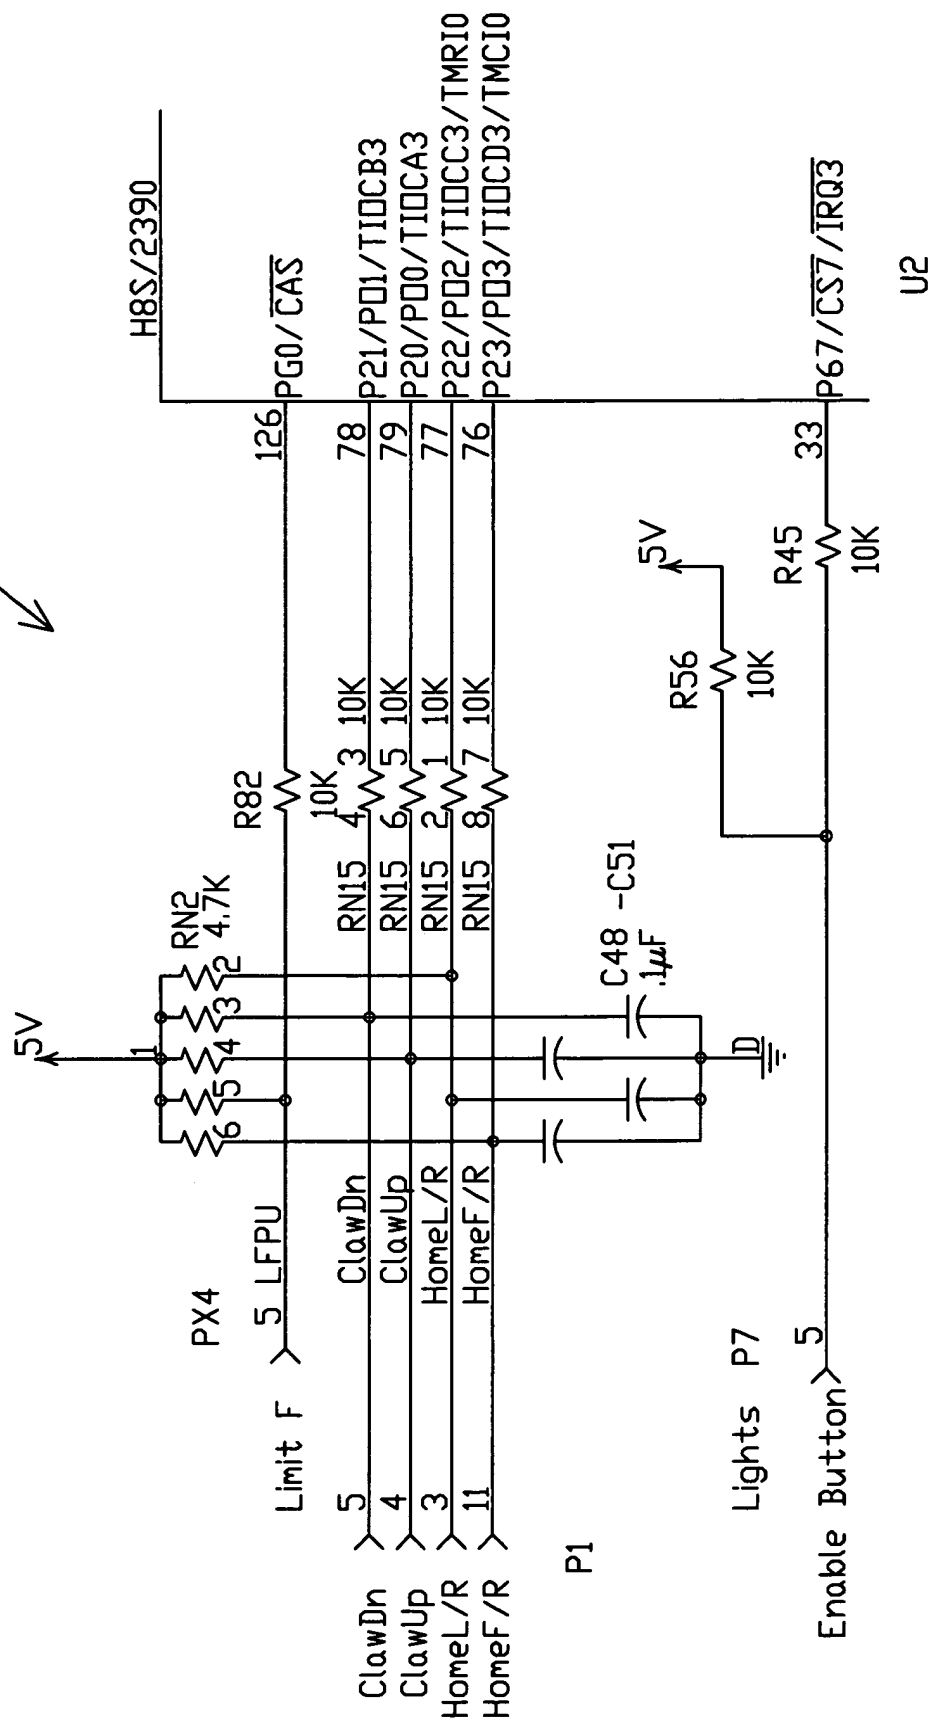 H8S/2390
5V
1
RN2
4.7K
6
5
4
3
2
PX4
Limit F
5 LFPU
R82
10K
126
PG0/CAS
ClawDn
5
ClawDn
RN15
4
3
10K
78
P21/PO1/TIOCB3
ClawUp
4
ClawUp
RN15
6
5
10K
79
P20/PO0/TIOCA3
HomeL/R
3
HomeL/R
RN15
2
1
10K
77
P22/PO2/TIOCC3/TMRI0
HomeF/R
11
HomeF/R
RN15
8
7
10K
76
P23/PO3/TIOCD3/TMCI0
P1
C48 -C51
.1µF
D
5V
R56
10K
Lights P7
Enable Button
5
R45
10K
33
P67/CS7/IRQ3
U2